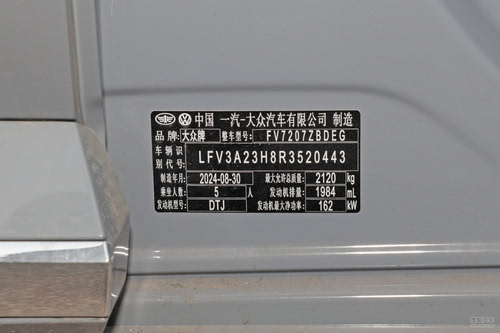 中国 一汽-大众汽车有限公司 制造
品牌: 大众牌 整车型号: FV7207ZBDEG
车辆识别代号: LFV3A23H8R3520443
制造年月 2024-08-30 最大允许总质量: 2120 kg
乘坐人数: 5 人 发动机排量: 1984 mL
发动机型号 DTJ 发动机最大净功率: 162 kW